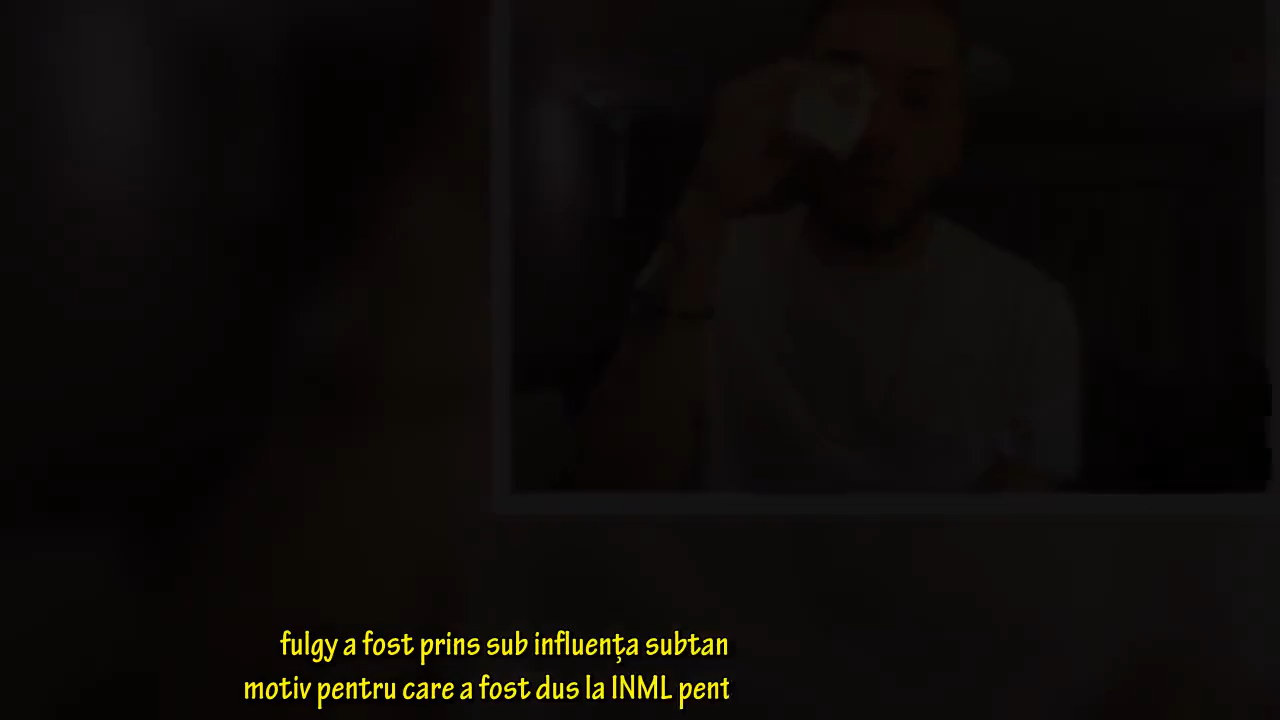 fulgy a fost prins sub influența subtan
motiv pentru care a fost dus la INML pent